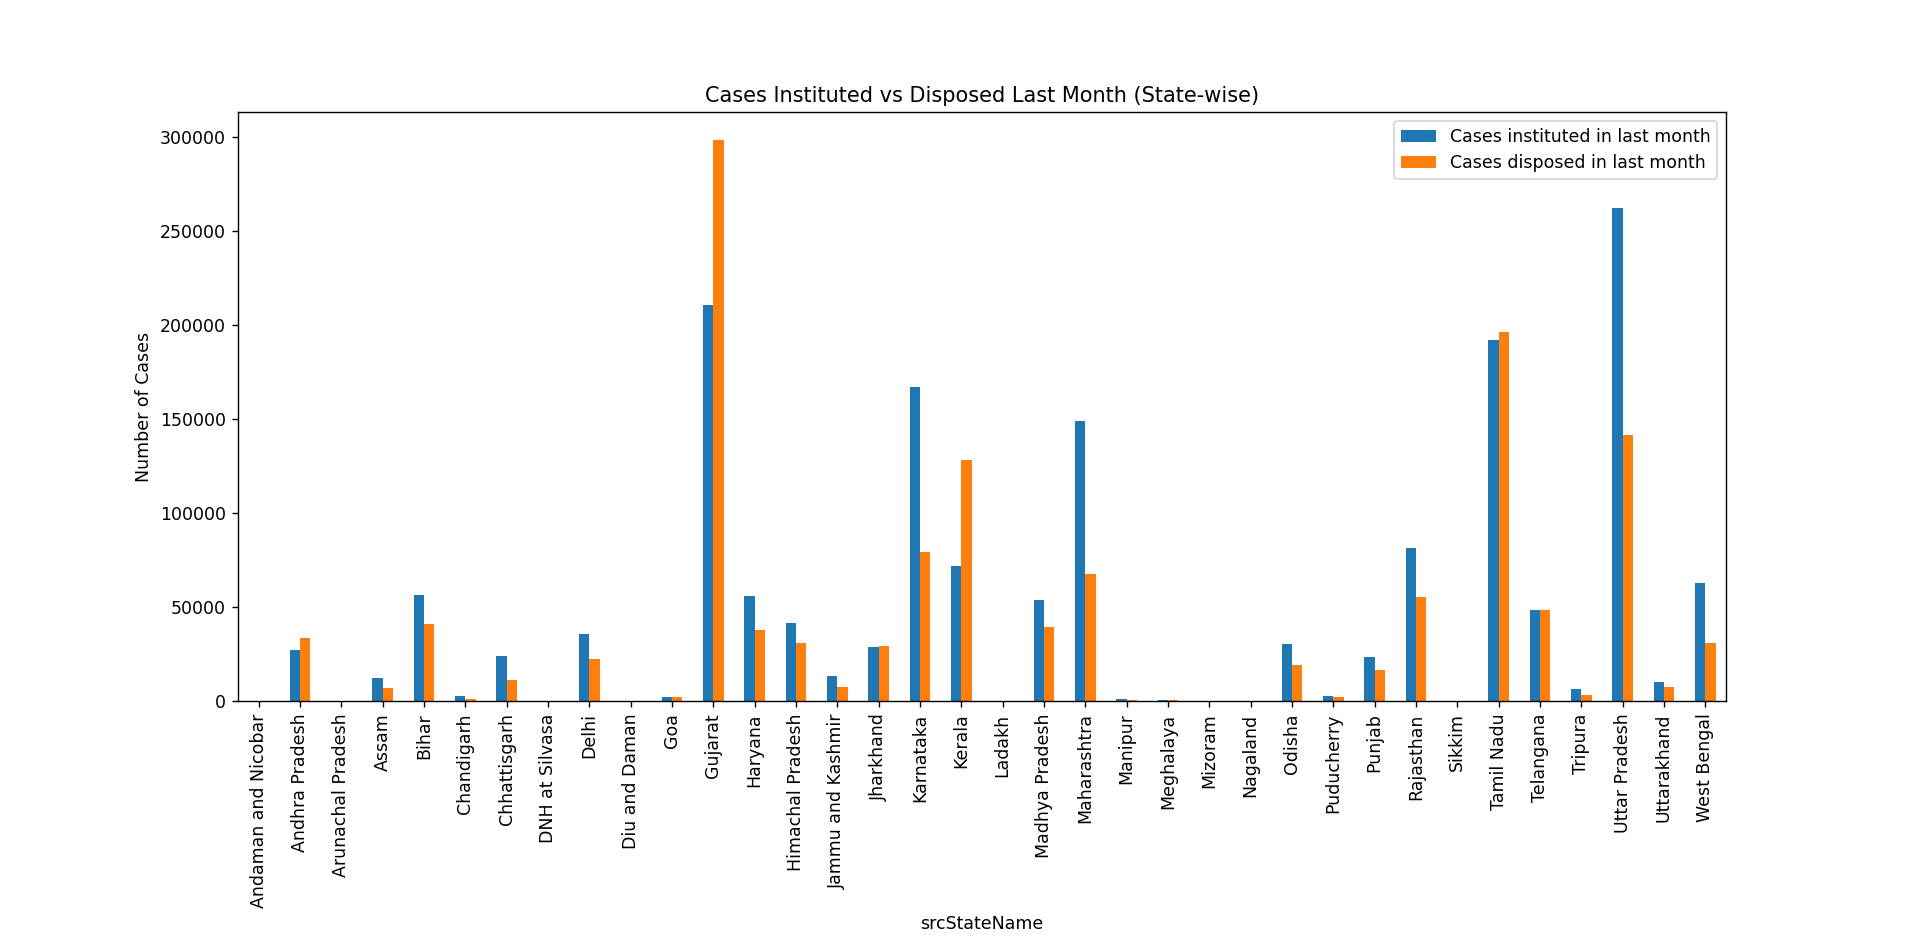 Cases Instituted vs Disposed Last Month (State-wise)
Cases instituted in last month
Cases disposed in last month
Number of Cases
300000
250000
200000
150000
100000
50000
0
Andaman and Nicobar
Andhra Pradesh
Arunachal Pradesh
Assam
Bihar
Chandigarh
Chhattisgarh
DNH at Silvasa
Delhi
Diu and Daman
Goa
Gujarat
Haryana
Himachal Pradesh
Jammu and Kashmir
Jharkhand
Karnataka
Kerala
Ladakh
Madhya Pradesh
Maharashtra
Manipur
Meghalaya
Mizoram
Nagaland
Odisha
Puducherry
Punjab
Rajasthan
Sikkim
Tamil Nadu
Telangana
Tripura
Uttar Pradesh
Uttarakhand
West Bengal
srcStateName